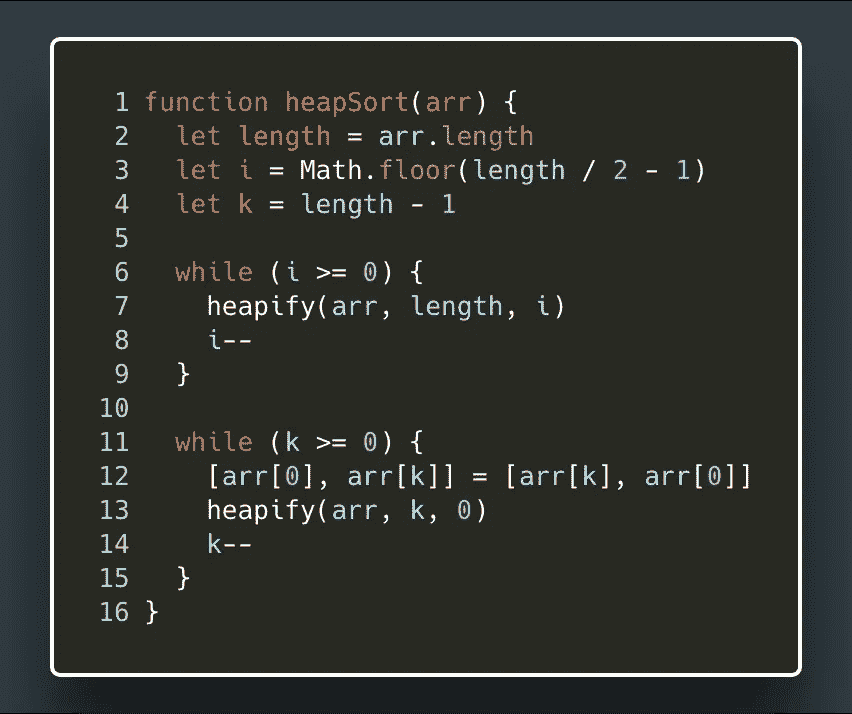 1 function heapSort(arr) {
2   let length = arr.length
3   let i = Math.floor(length / 2 - 1)
4   let k = length - 1
5
6   while (i >= 0) {
7     heapify(arr, length, i)
8     i--
9   }
10
11   while (k >= 0) {
12     [arr[0], arr[k]] = [arr[k], arr[0]]
13     heapify(arr, k, 0)
14     k--
15   }
16 }